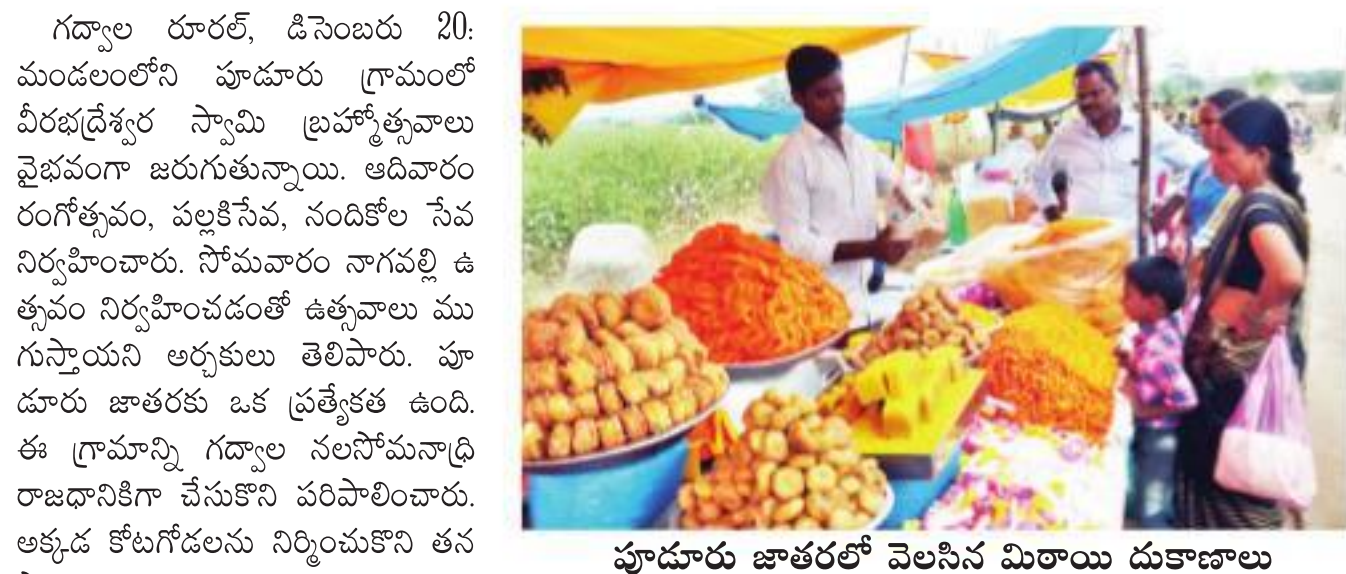 గద్వాల రూరల్, డిసెంబరు 20:
మండలంలోని పూడూరు గ్రామంలో
వీరభద్రేశ్వర స్వామి బ్రహ్మోత్సవాలు
వైభవంగా జరుగుతున్నాయి. ఆదివారం
రంగోత్సవం, పల్లకిసేవ, నందికోల సేవ
నిర్వహించారు. సోమవారం నాగవల్లి ఉ
త్సవం నిర్వహించడంతో ఉత్సవాలు ము
గుస్తాయని అర్చకులు తెలిపారు. పూ
డూరు జాతరకు ఒక ప్రత్యేకత ఉంది.
ఈ గ్రామాన్ని గద్వాల నలసోమనాధ్రి
రాజధానికిగా చేసుకొని పరిపాలించారు.
అక్కడ కోటగోడలను నిర్మించుకొని తన
పూడూరు జాతరలో వెలసిన మిఠాయి దుకాణాలు